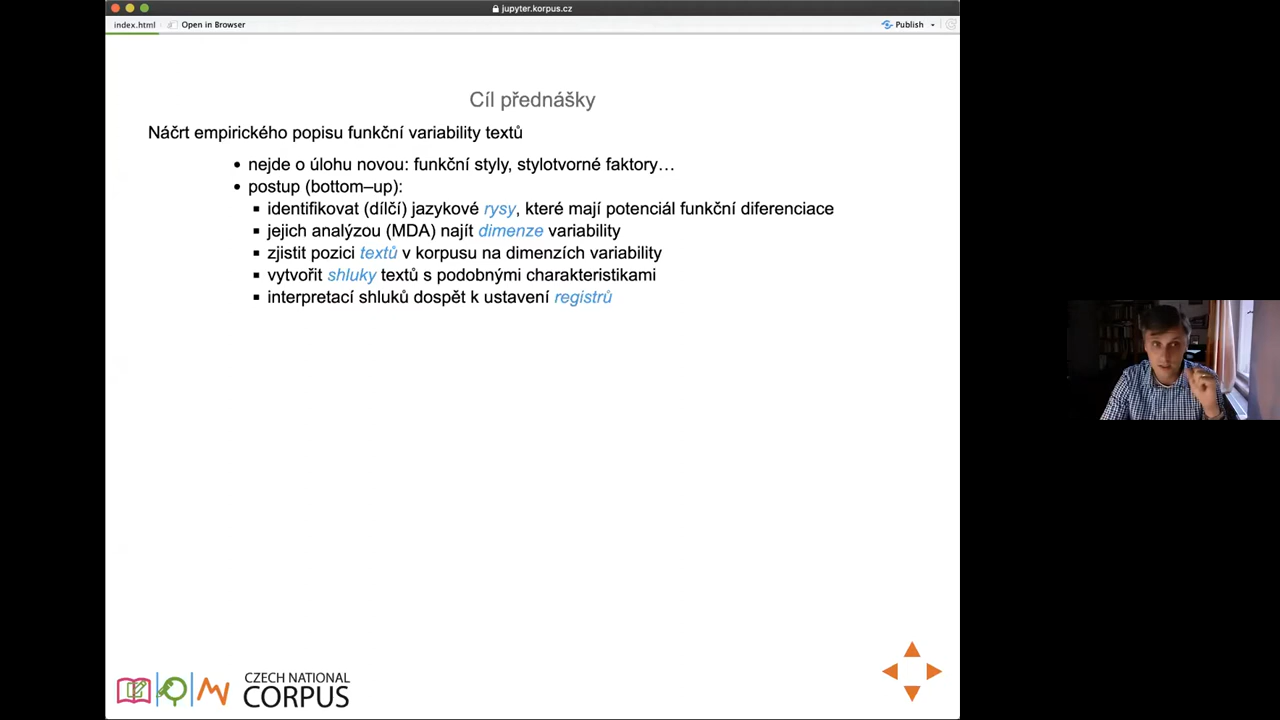 jupyter.korpus.cz
index.html
Open in Browser
Publish
Cíl přednášky
Náčrt empirického popisu funkční variability textů
• nejde o úlohu novou: funkční styly, stylotvorné faktory…
• postup (bottom–up):
▪ identifikovat (dílčí) jazykové rysy, které mají potenciál funkční diferenciace
▪ jejich analýzou (MDA) najít dimenze variability
▪ zjistit pozici textů v korpusu na dimenzích variability
▪ vytvořit shluky textů s podobnými charakteristikami
▪ interpretací shluků dospět k ustavení registrů
CZECH NATIONAL
CORPUS